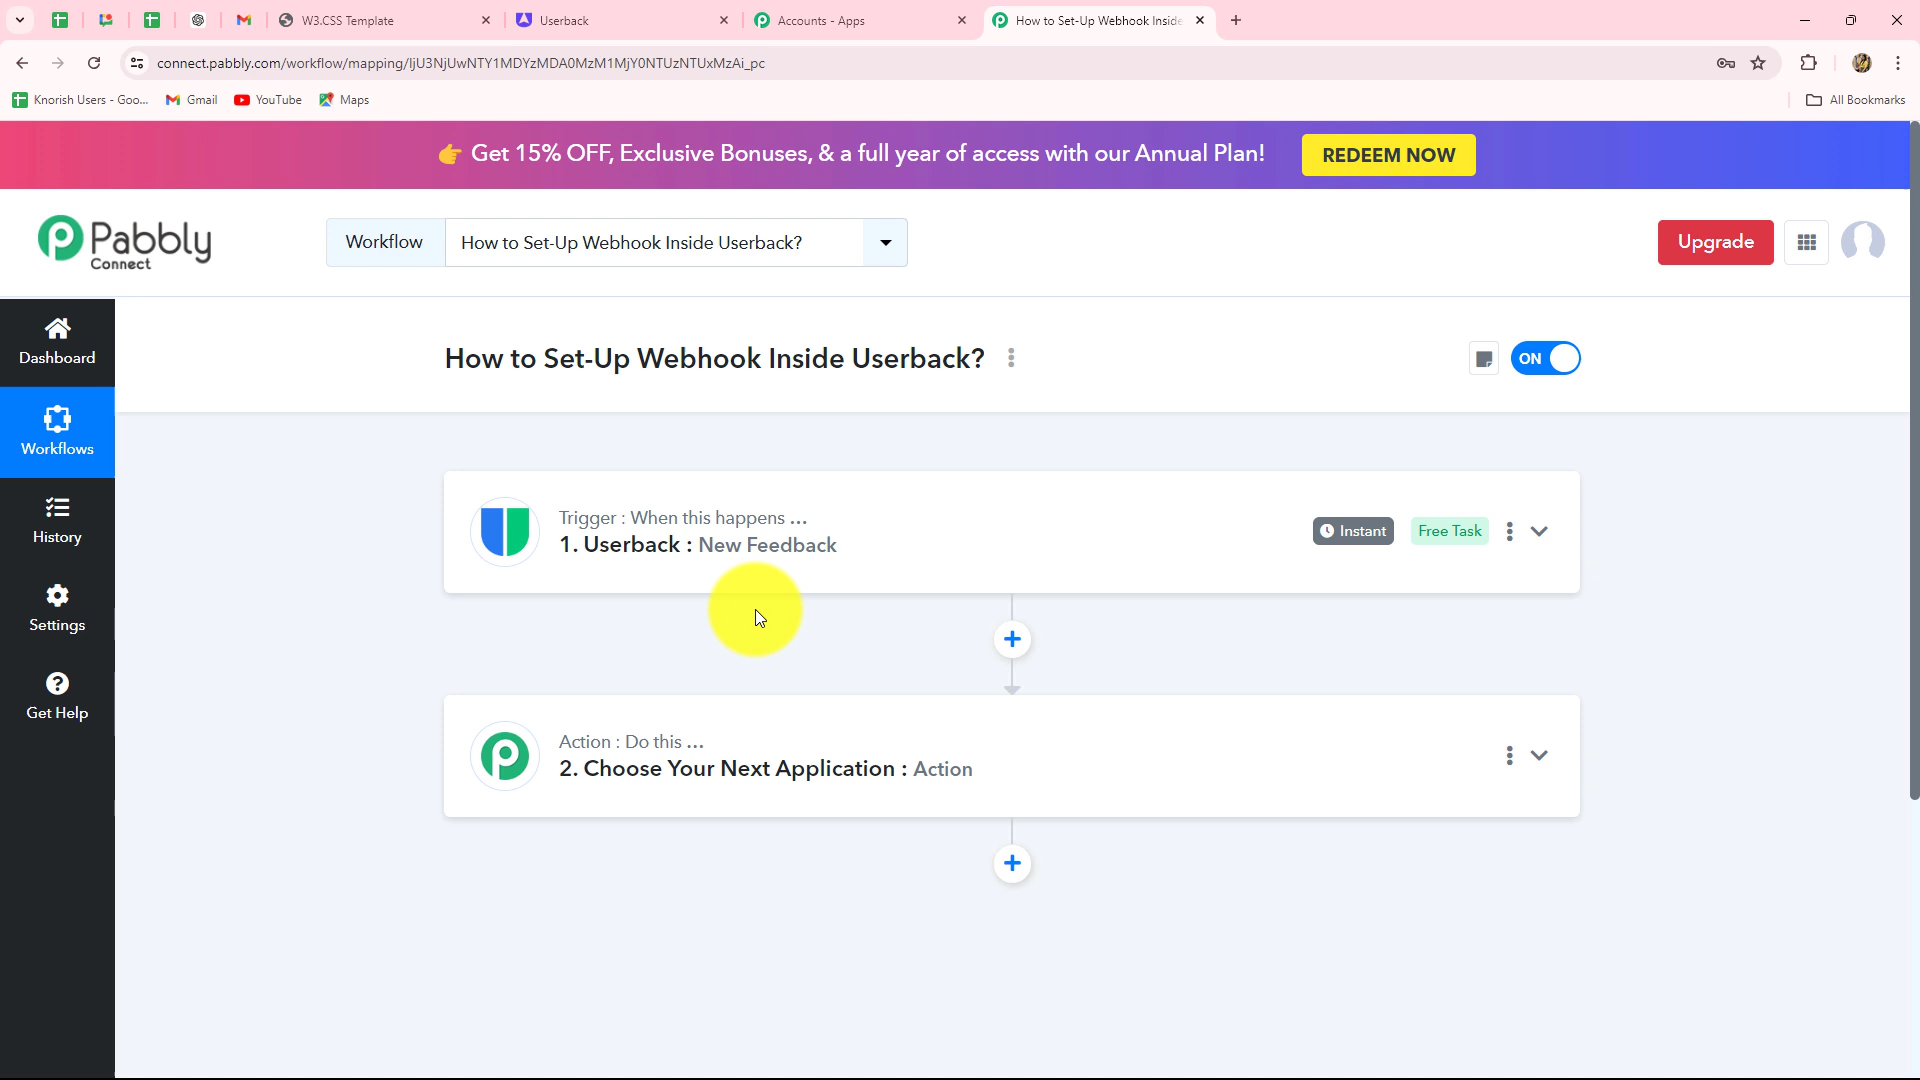 W3.CSS Template
Userback
Accounts - Apps
How to Set-Up Webhook Inside
connect.pabbly.com/workflow/mapping/IjU3NjUwNTY1MDYzMDA0MzM1MjY0NTUzNTUxMzAi_pc
Knorish Users - Goo...
Gmail
YouTube
Maps
All Bookmarks
👉 Get 15% OFF, Exclusive Bonuses, & a full year of access with our Annual Plan!
REDEEM NOW
Pabbly
Connect
Workflow
How to Set-Up Webhook Inside Userback?
Upgrade
Dashboard
Workflows
History
Settings
Get Help
How to Set-Up Webhook Inside Userback?
ON
Trigger : When this happens ...
1. Userback : New Feedback
Instant
Free Task
Action : Do this ...
2. Choose Your Next Application : Action